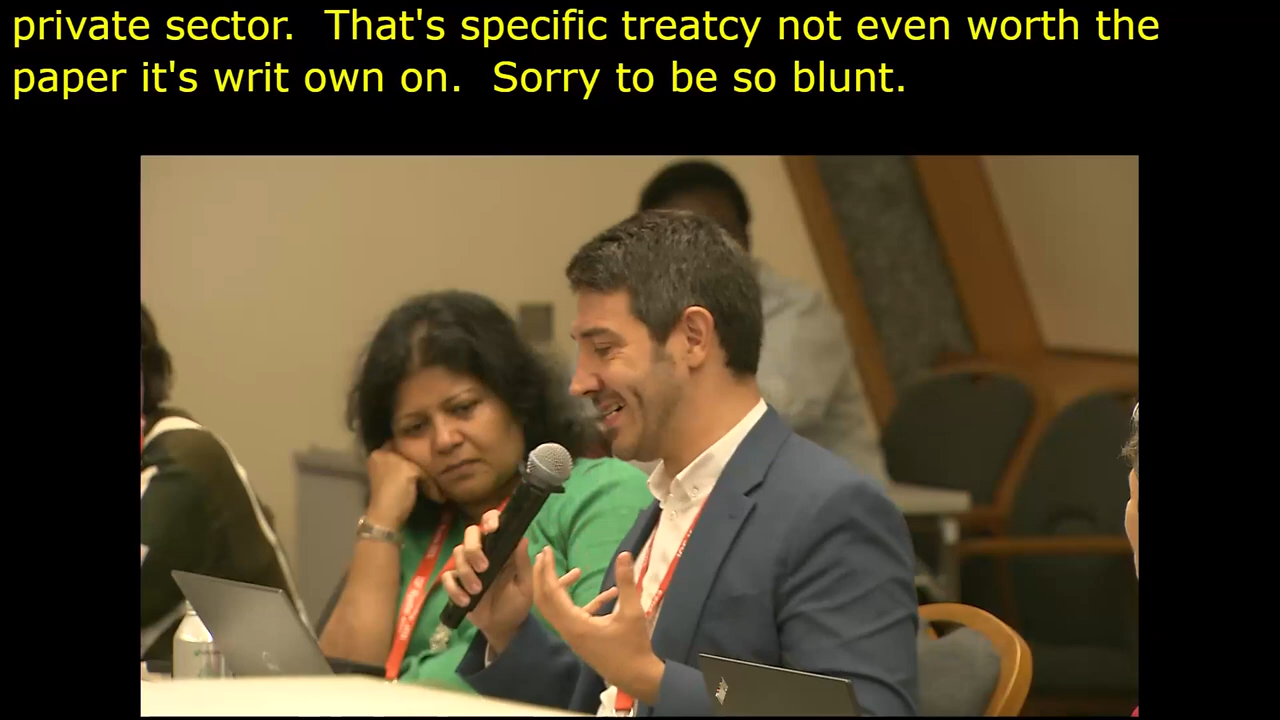 private sector.  That's specific treatcy not even worth the
paper it's writ own on.  Sorry to be so blunt.